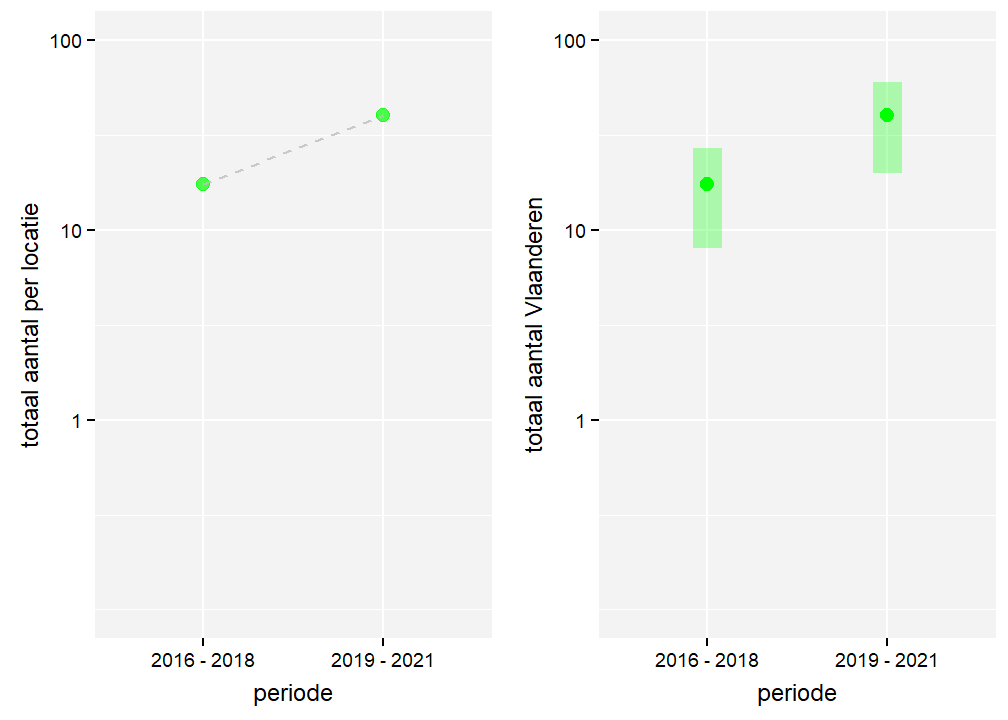 totaal aantal per locatie
100
10
1
2016 - 2018
2019 - 2021
periode
totaal aantal Vlaanderen
100
10
1
2016 - 2018
2019 - 2021
periode